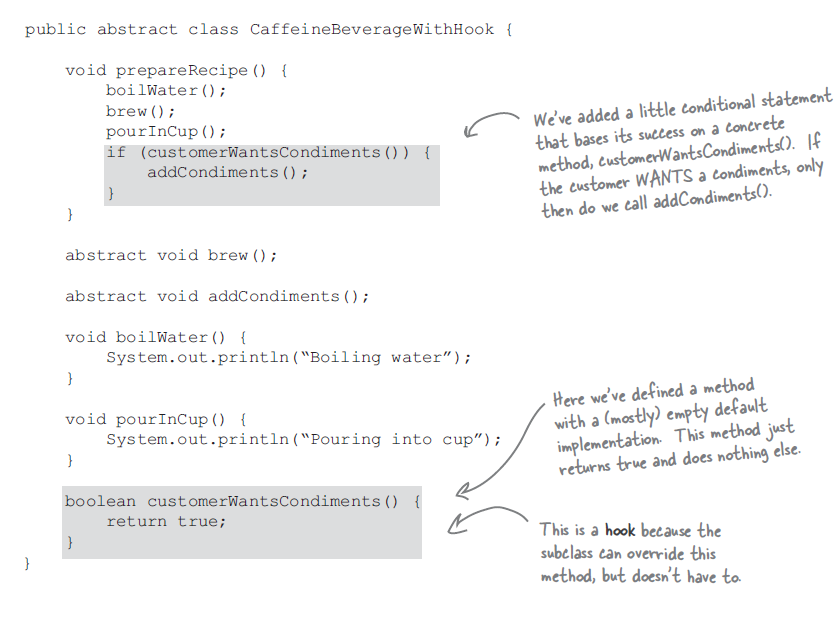 public abstract class CaffeineBeverageWithHook {
void prepareRecipe() {
boilWater();
brew();
pourInCup();
if (customerWantsCondiments()) {
addCondiments();
}
}
We've added a little conditional statement
that bases its success on a concrete
method, customerWantsCondiments(). If
the customer WANTS a condiments, only
then do we call addCondiments().
abstract void brew();
abstract void addCondiments();
void boilWater() {
System.out.println(“Boiling water”);
}
void pourInCup() {
System.out.println(“Pouring into cup”);
}
Here we've defined a method
with a (mostly) empty default
implementation. This method just
returns true and does nothing else.
boolean customerWantsCondiments() {
return true;
}
}
This is a hook because the
subclass can override this
method, but doesn't have to.